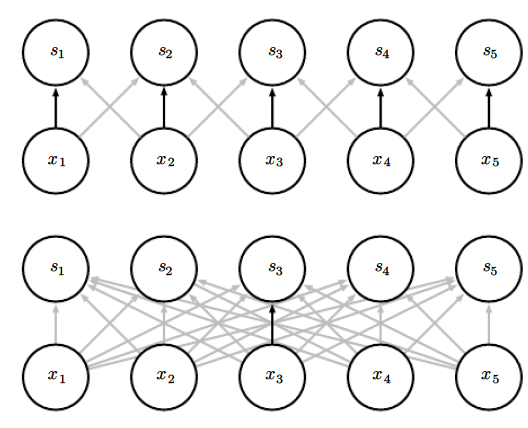 s₁ s₂ s₃ s₄ s₅
x₁ x₂ x₃ x₄ x₅
s₁ s₂ s₃ s₄ s₅
x₁ x₂ x₃ x₄ x₅